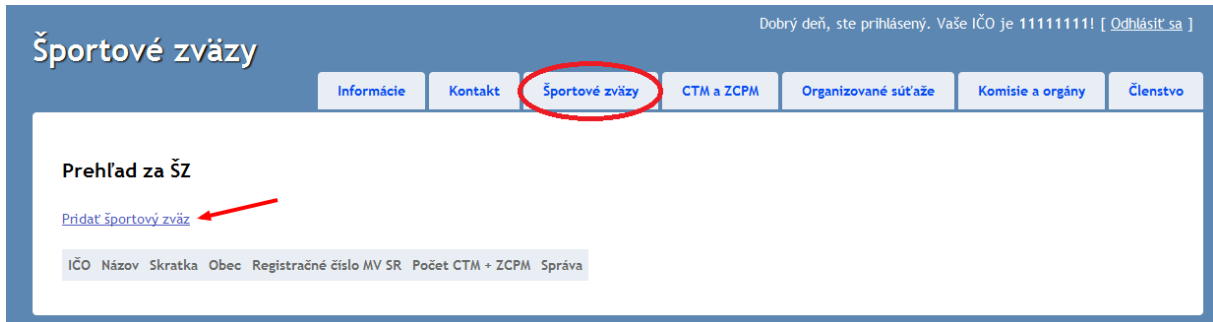 Dobrý deň, ste prihlásený. Vaše IČO je 11111111! [ Odhlásiť sa ]
Športové zväzy
Informácie Kontakt Športové zväzy CTM a ZCPM Organizované súťaže Komisie a orgány Členstvo
Prehľad za ŠZ
Pridať športový zväz
IČO Názov Skratka Obec Registračné číslo MV SR Počet CTM + ZCPM Správa